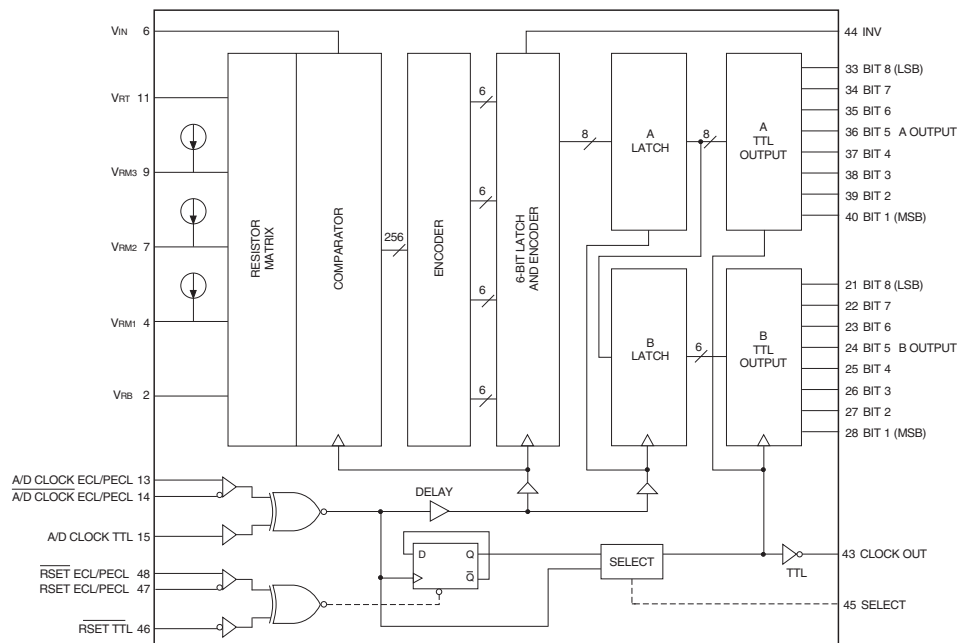 VIN 6
VRT 11
VRM3 9
VRM2 7
VRM1 4
VRB 2
A/D CLOCK ECL/PECL 13
A/D CLOCK ECL/PECL 14
A/D CLOCK TTL 15
RSET ECL/PECL 48
RSET ECL/PECL 47
RSET TTL 46
RESISTOR
MATRIX
COMPARATOR
256
ENCODER
6
6
6
6
6-BIT LATCH
AND ENCODER
8
A
LATCH
8
A
TTL
OUTPUT
B
LATCH
6
B
TTL
OUTPUT
DELAY
D
Q
Q
SELECT
TTL
44 INV
33 BIT 8 (LSB)
34 BIT 7
35 BIT 6
36 BIT 5 A OUTPUT
37 BIT 4
38 BIT 3
39 BIT 2
40 BIT 1 (MSB)
21 BIT 8 (LSB)
22 BIT 7
23 BIT 6
24 BIT 5 B OUTPUT
25 BIT 4
26 BIT 3
27 BIT 2
28 BIT 1 (MSB)
43 CLOCK OUT
45 SELECT